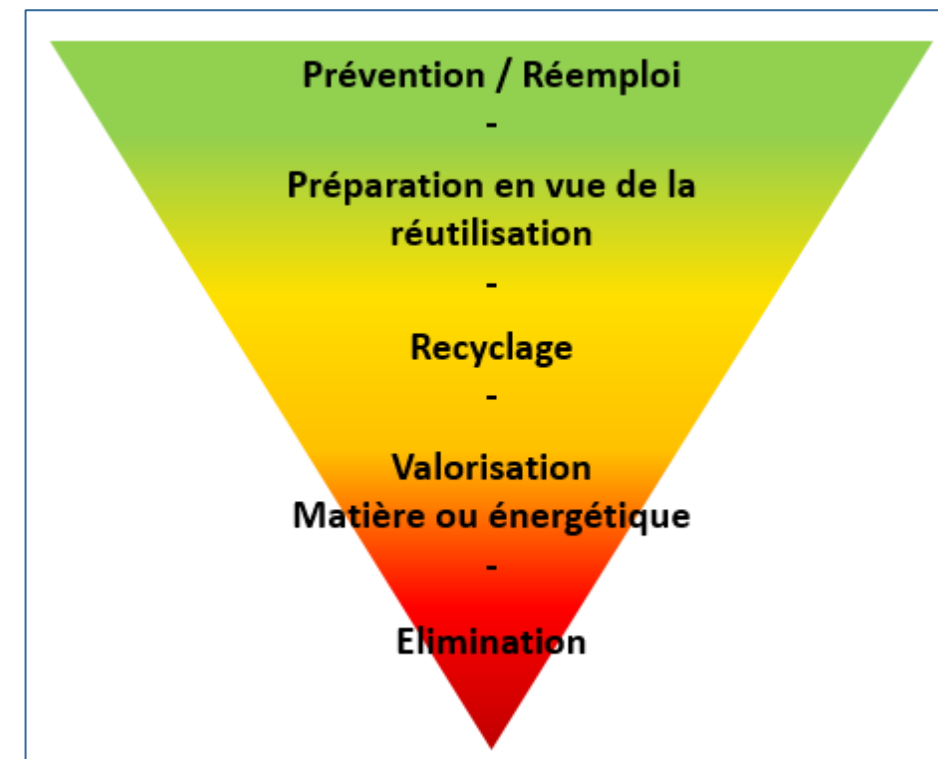 Prévention / Réemploi
-
Préparation en vue de la
réutilisation
-
Recyclage
-
Valorisation
Matière ou énergétique
-
Elimination